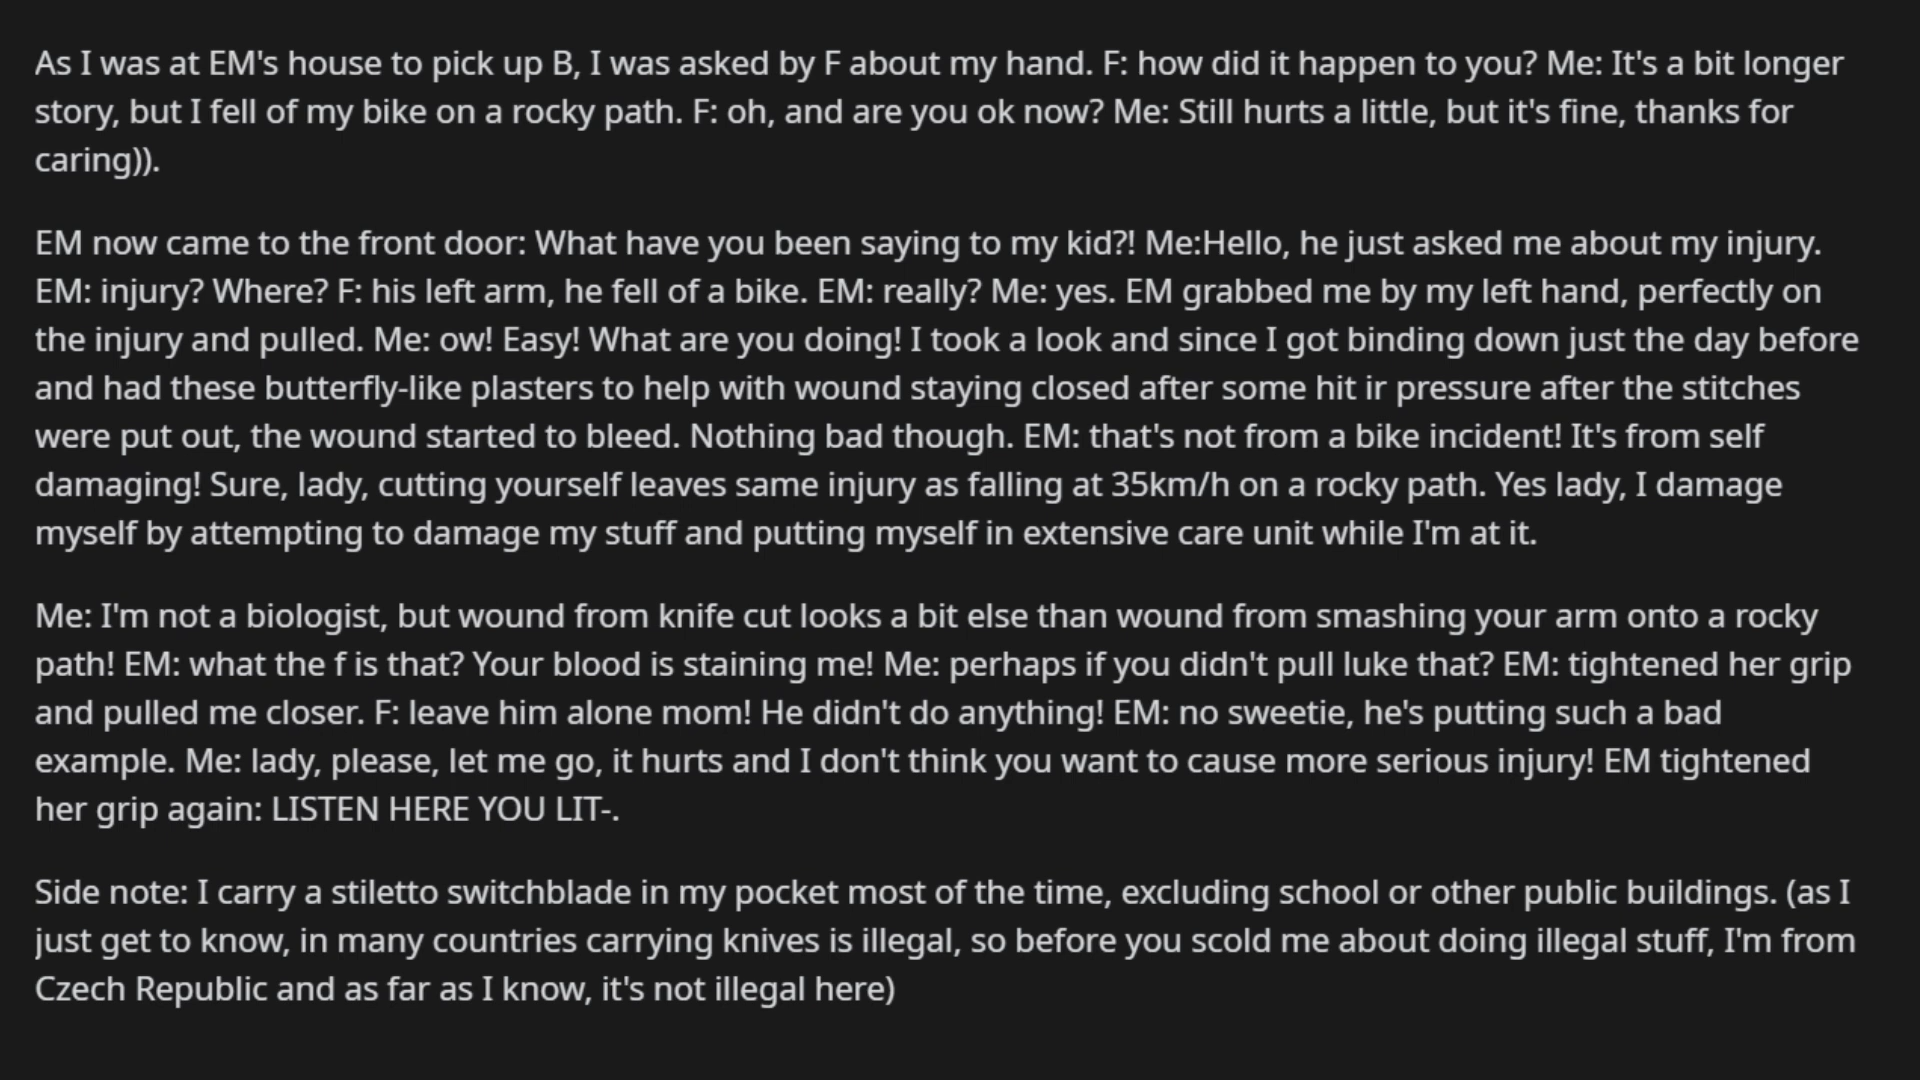 As I was at EM's house to pick up B, I was asked by F about my hand. F: how did it happen to you? Me: It's a bit longer
story, but I fell of my bike on a rocky path. F: oh, and are you ok now? Me: Still hurts a little, but it's fine, thanks for
caring)).
EM now came to the front door: What have you been saying to my kid?! Me:Hello, he just asked me about my injury.
EM: injury? Where? F: his left arm, he fell of a bike. EM: really? Me: yes. EM grabbed me by my left hand, perfectly on
the injury and pulled. Me: ow! Easy! What are you doing! I took a look and since I got binding down just the day before
and had these butterfly-like plasters to help with wound staying closed after some hit ir pressure after the stitches
were put out, the wound started to bleed. Nothing bad though. EM: that's not from a bike incident! It's from self
damaging! Sure, lady, cutting yourself leaves same injury as falling at 35km/h on a rocky path. Yes lady, I damage
myself by attempting to damage my stuff and putting myself in extensive care unit while I'm at it.
Me: I'm not a biologist, but wound from knife cut looks a bit else than wound from smashing your arm onto a rocky
path! EM: what the f is that? Your blood is staining me! Me: perhaps if you didn't pull luke that? EM: tightened her grip
and pulled me closer. F: leave him alone mom! He didn't do anything! EM: no sweetie, he's putting such a bad
example. Me: lady, please, let me go, it hurts and I don't think you want to cause more serious injury! EM tightened
her grip again: LISTEN HERE YOU LIT-.
Side note: I carry a stiletto switchblade in my pocket most of the time, excluding school or other public buildings. (as I
just get to know, in many countries carrying knives is illegal, so before you scold me about doing illegal stuff, I'm from
Czech Republic and as far as I know, it's not illegal here)